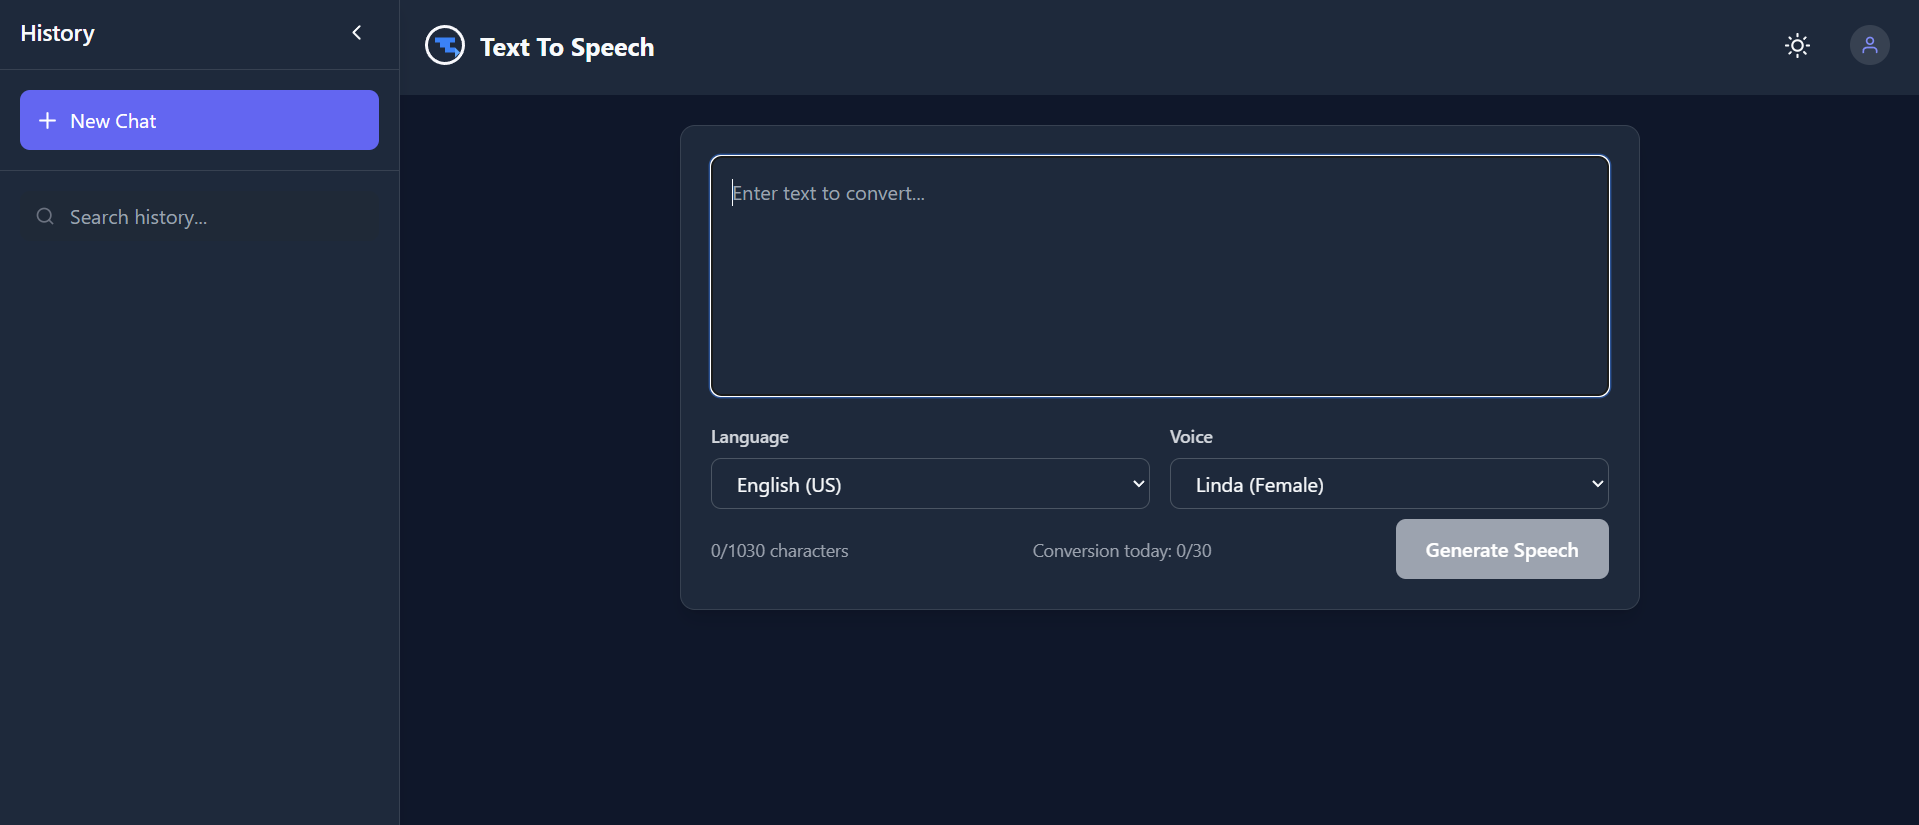 History
New Chat
Search history...
Text To Speech
Enter text to convert...
Language
Voice
English (US)
Linda (Female)
0/1030 characters
Conversion today: 0/30
Generate Speech